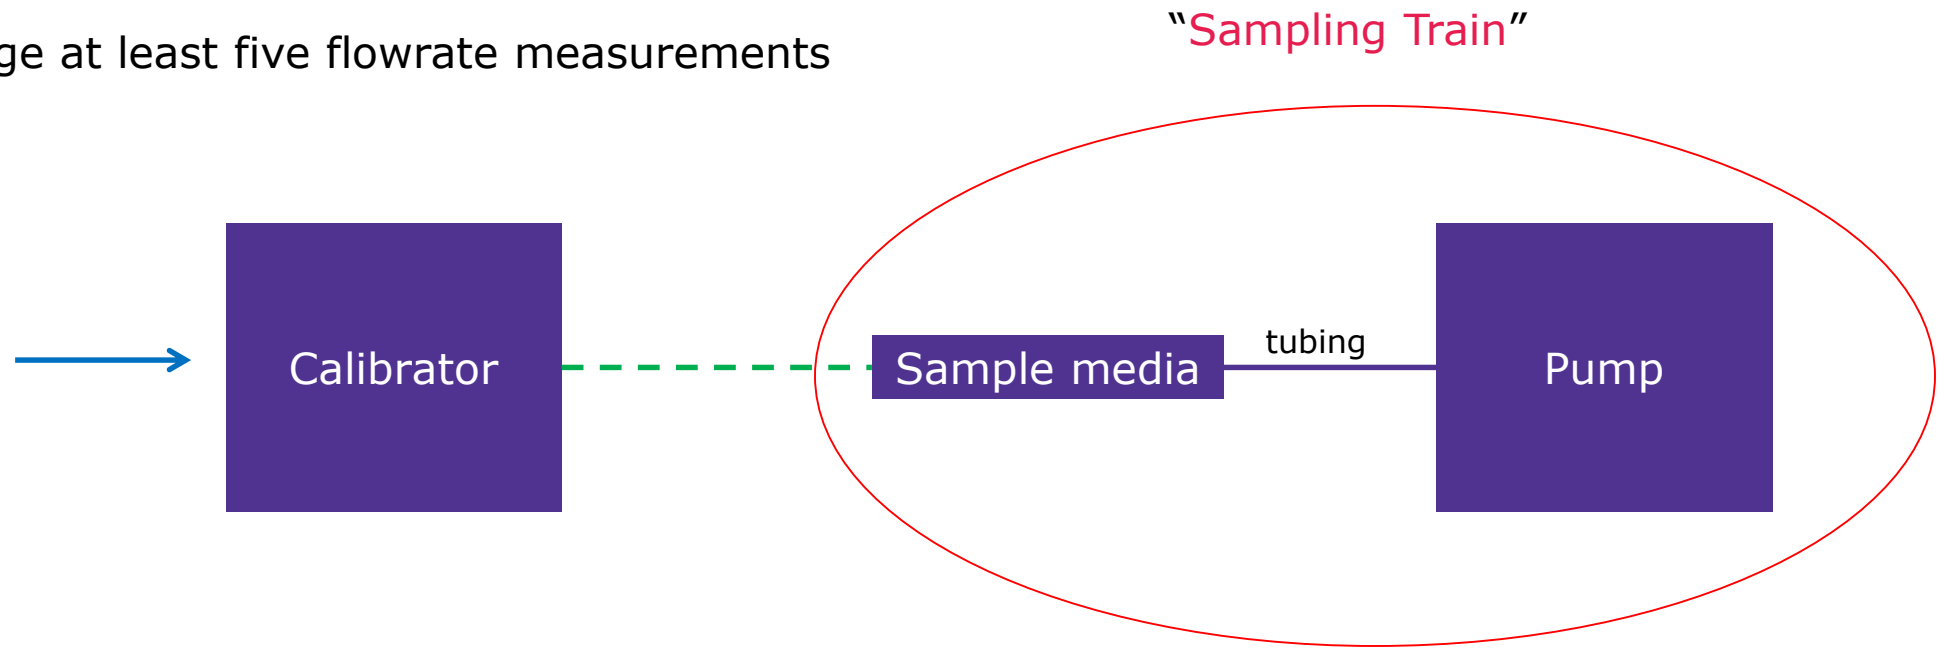 ge at least five flowrate measurements
“Sampling Train”
Calibrator
Sample media
tubing
Pump